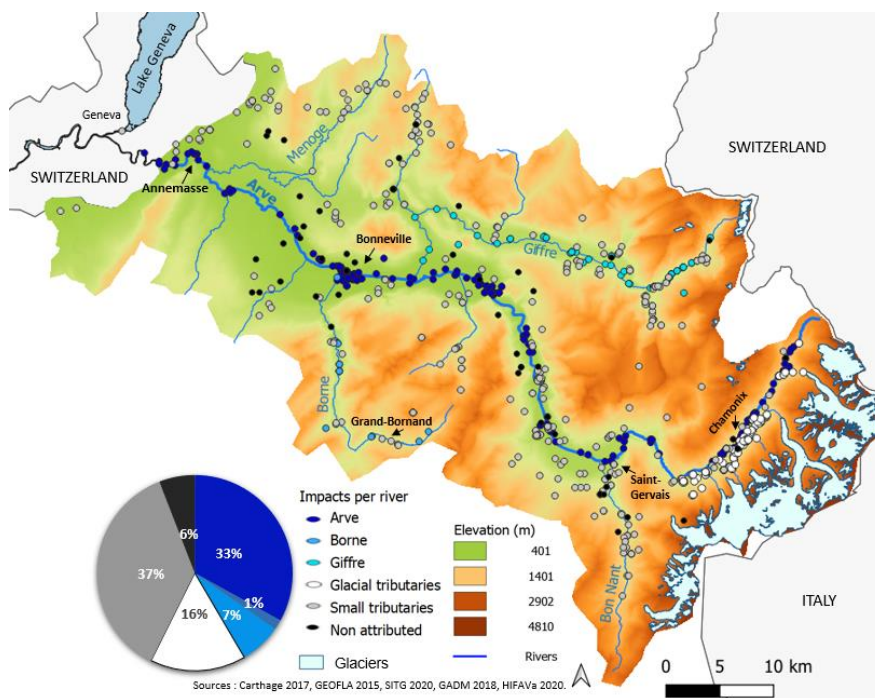 Lake Geneva
Geneva
Menoge
SWITZERLAND
SWITZERLAND
Annemasse
Arve
Bonneville
Giffre
Borne
Chamonix
Grand-Bornand
Saint-
Gervais
Bon Nant
ITALY
6%
33%
37%
1%
7%
16%
Impacts per river
Arve
Borne
Giffre
Glacial tributaries
Small tributaries
Non attributed
Glaciers
Elevation (m)
401
1401
2902
4810
Rivers
0 5 10 km
Sources : Carthage 2017, GEOFLA 2015, SITG 2020, GADM 2018, HIFAVa 2020.